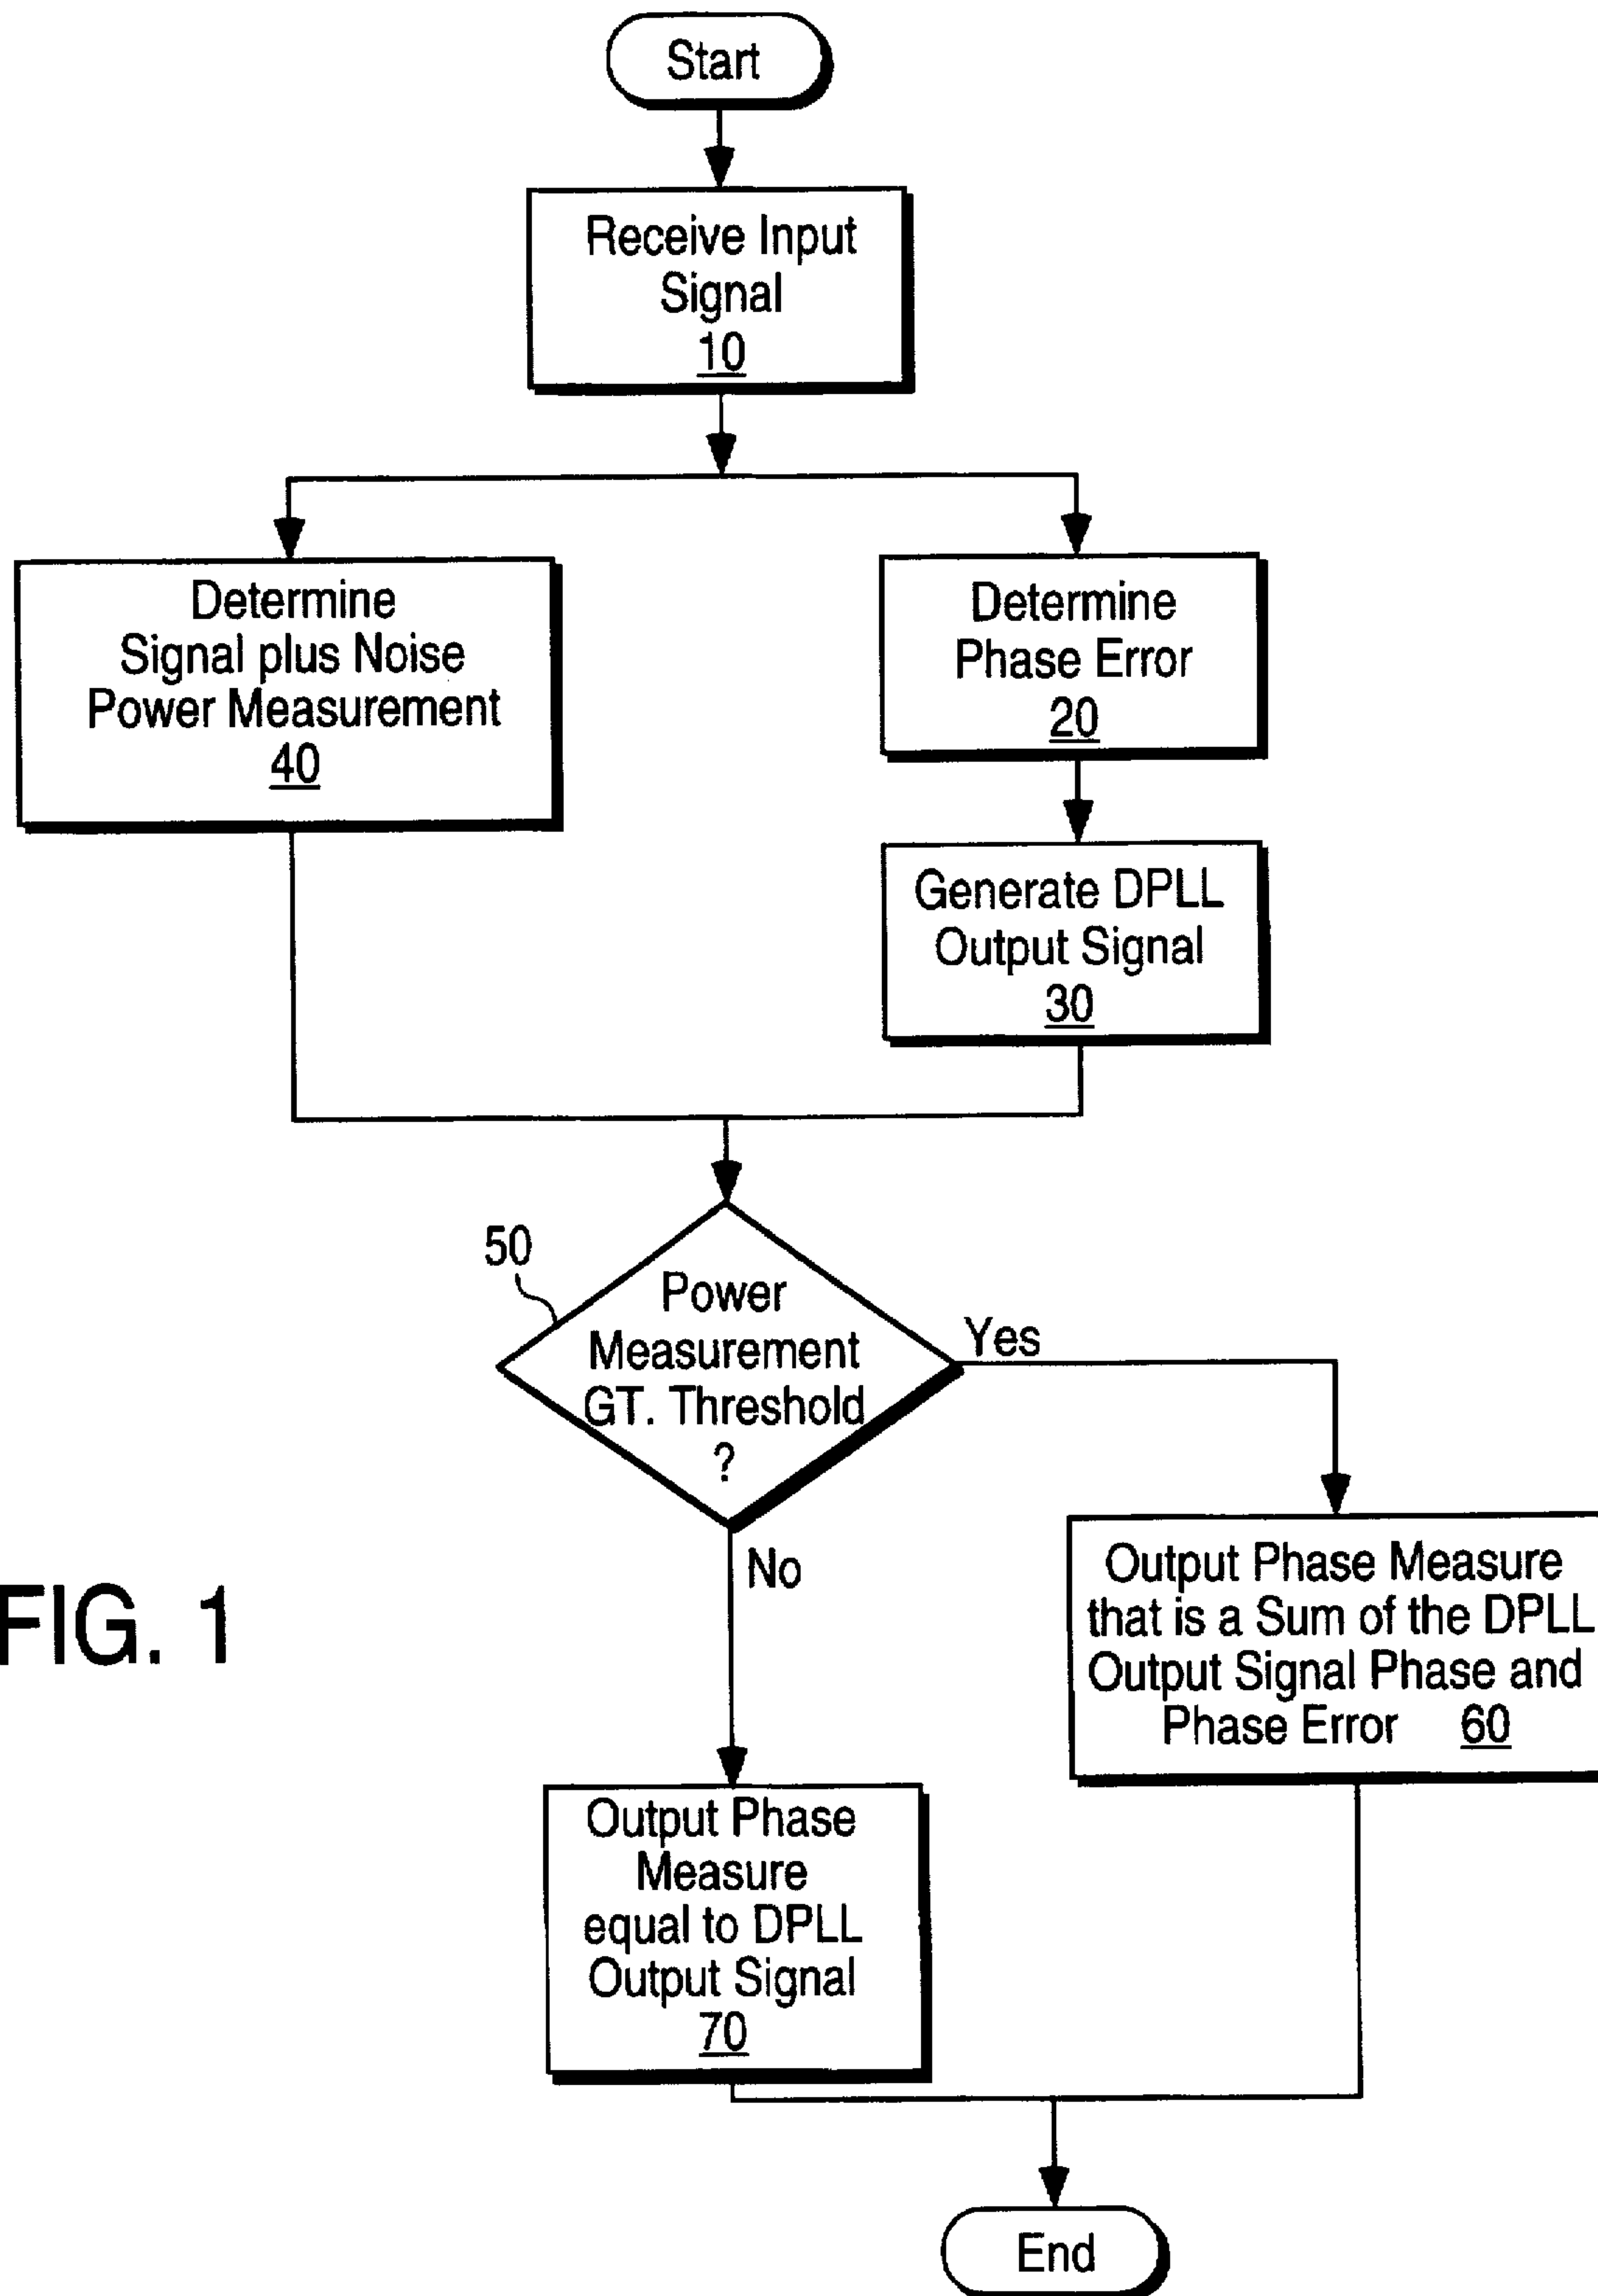 Start
Receive Input
Signal
10
Determine
Signal plus Noise
Power Measurement
40
Determine
Phase Error
20
Generate DPLL
Output Signal
30
50
Power
Measurement
GT. Threshold
?
Yes
No
Output Phase Measure
that is a Sum of the DPLL
Output Signal Phase and
Phase Error 60
FIG. 1
Output Phase
Measure
equal to DPLL
Output Signal
70
End